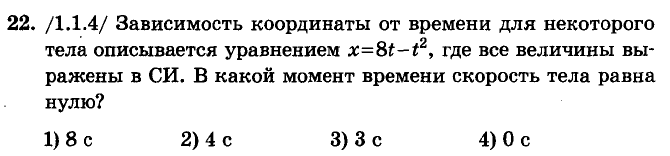 22. /1.1.4/ Зависимость координаты от времени для некоторого
тела описывается уравнением x=8t−t², где все величины вы-
ражены в СИ. В какой момент времени скорость тела равна
нулю?
1) 8 с 2) 4 с 3) 3 с 4) 0 с